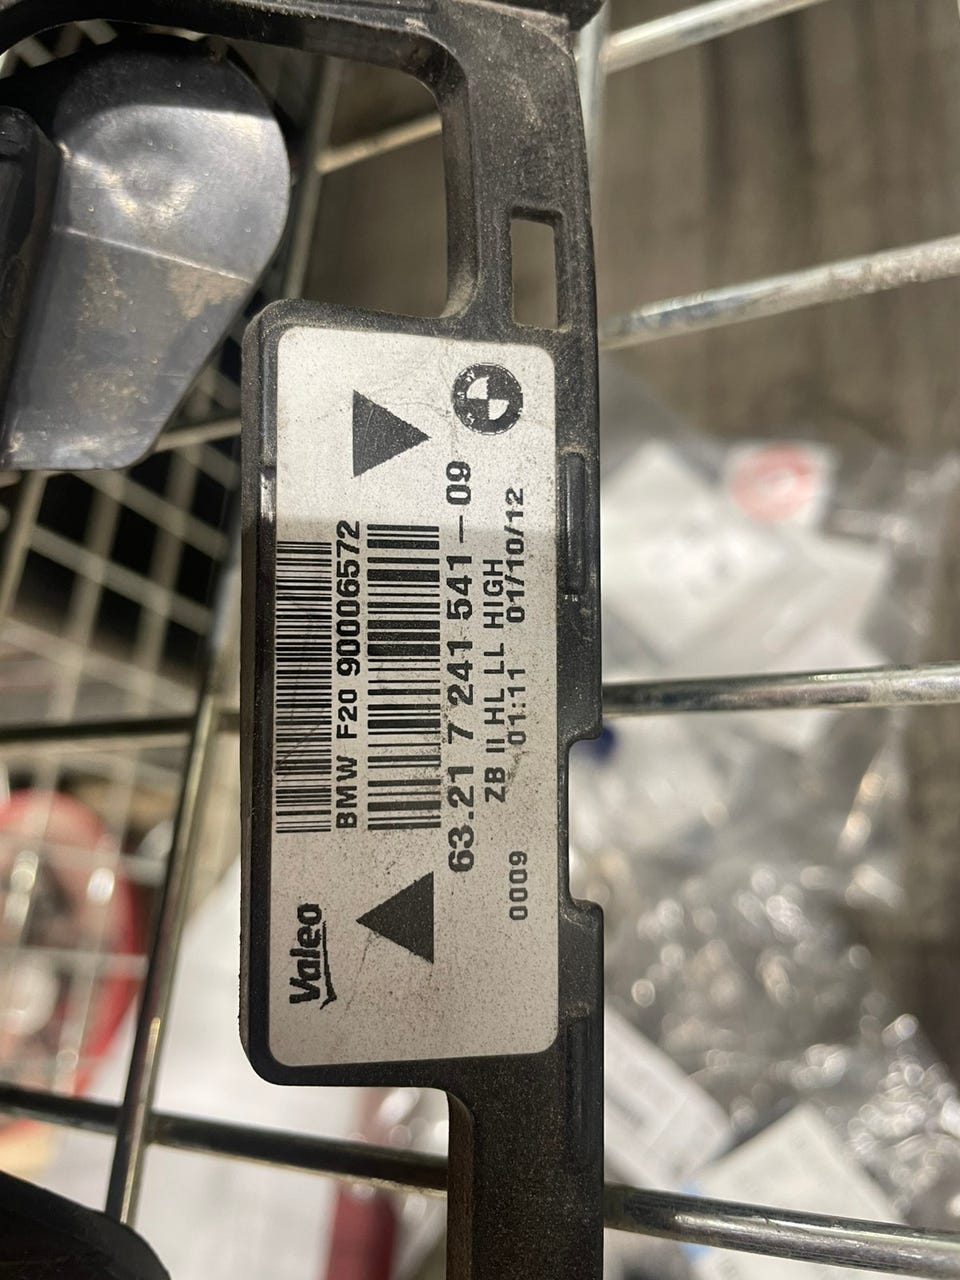 Valeo
BMW F20 90006572
63.21 7 241 541-09
ZB II HL LL HIGH
0009 01:11 01/10/12